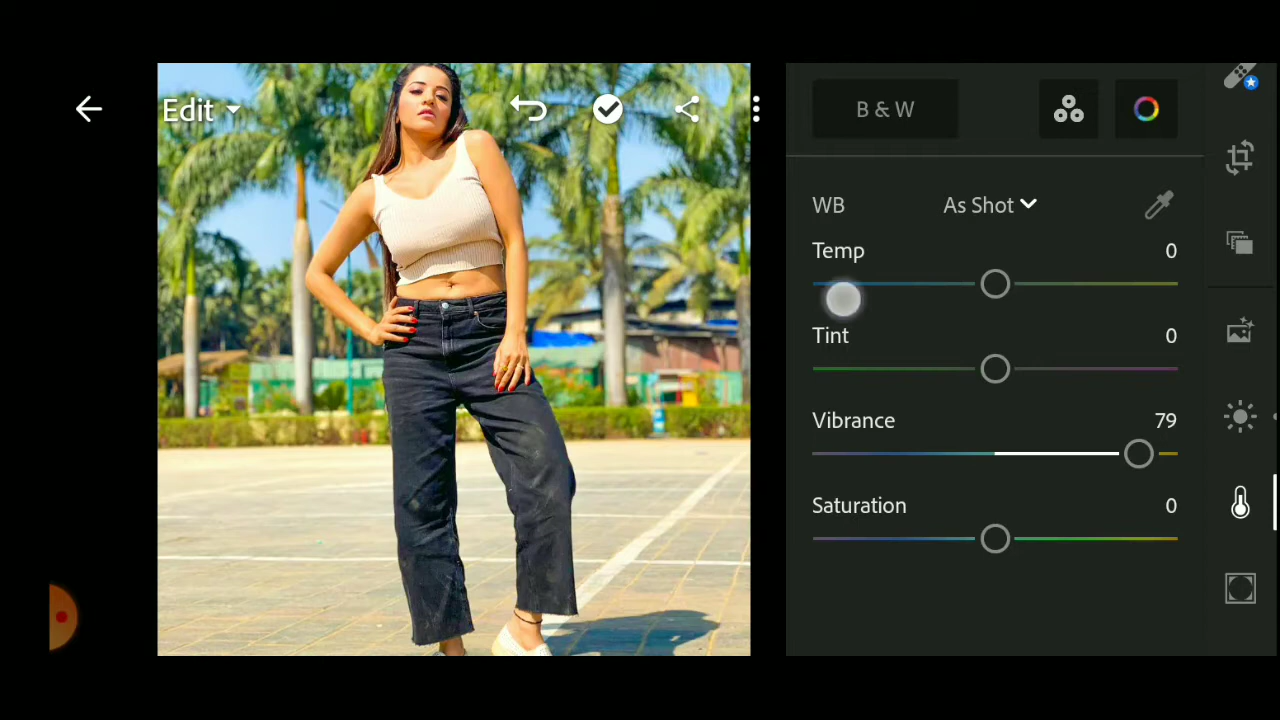 Edit
B & W
WB As Shot
Temp 0
Tint 0
Vibrance 79
Saturation 0